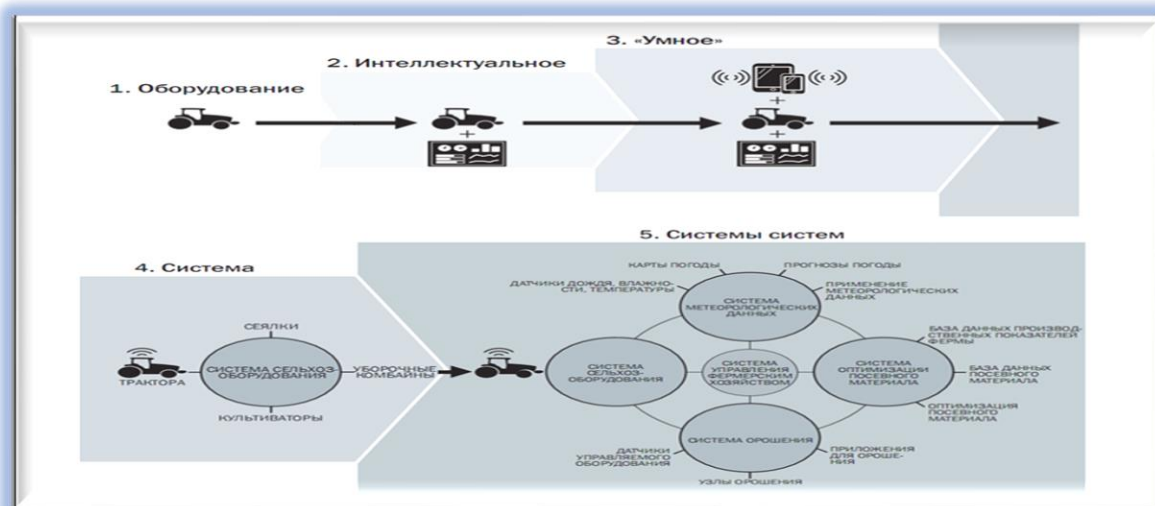 3. «Умное»
2. Интеллектуальное
1. Оборудование
+
+
+
5. Системы систем
4. Система
СЕЯЛКИ
ТРАКТОРА
СИСТЕМА СЕЛЬХОЗ-
ОБОРУДОВАНИЯ
УБОРОЧНЫЕ
КОМБАЙНЫ
КУЛЬТИВАТОРЫ
КАРТЫ ПОГОДЫ
ПРОГНОЗЫ ПОГОДЫ
ДАТЧИКИ ДОЖДЯ, ВЛАЖНО-
СТИ, ТЕМПЕРАТУРЫ
СИСТЕМА
МЕТЕОРОЛОГИЧЕСКИХ
ДАННЫХ
ПРИМЕНЕНИЕ
МЕТЕОРОЛОГИЧЕСКИХ
ДАННЫХ
СИСТЕМА
СЕЛЬХОЗ-
ОБОРУДОВАНИЯ
СИСТЕМА
УПРАВЛЕНИЯ
ФЕРМЕРСКИМ
ХОЗЯЙСТВОМ
СИСТЕМА
ОПТИМИЗАЦИИ
ПОСЕВНОГО
МАТЕРИАЛА
БАЗА ДАННЫХ ПРОИЗВОД-
СТВЕННЫХ ПОКАЗАТЕЛЕЙ
ФЕРМЫ
БАЗА ДАННЫХ
ПОСЕВНОГО
МАТЕРИАЛА
ОПТИМИЗАЦИЯ
ПОСЕВНОГО
МАТЕРИАЛА
СИСТЕМА ОРОШЕНИЯ
ДАТЧИКИ
УПРАВЛЯЕМОГО
ОБОРУДОВАНИЯ
ПРИЛОЖЕНИЯ
ДЛЯ ОРОШЕ-
НИЯ
УЗЛЫ ОРОШЕНИЯ